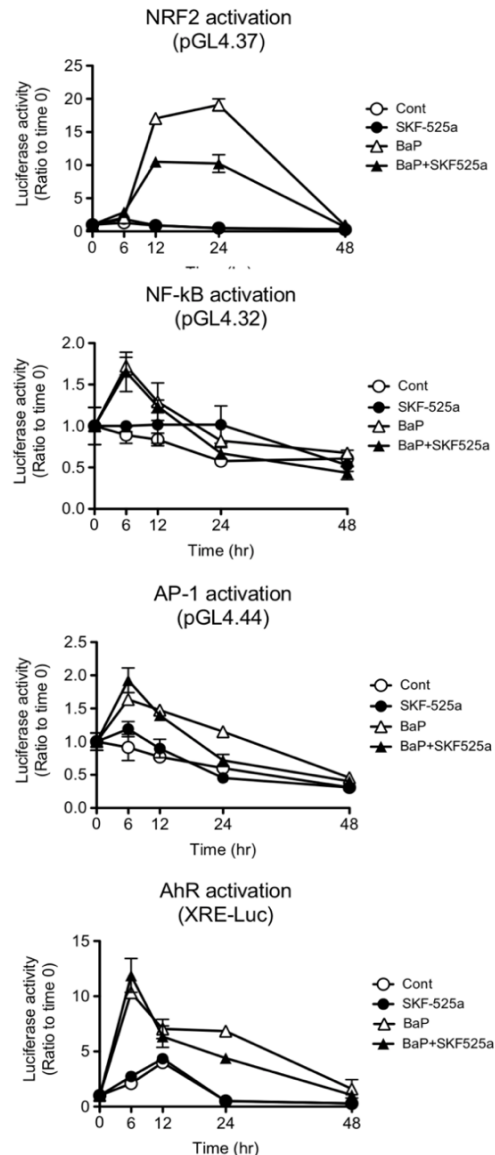 NRF2 activation
(pGL4.37)
Luciferase activity
(Ratio to time 0)
25
20
15
10
5
0
0 6 12 24 48
Cont
SKF-525a
BaP
BaP+SKF525a
NF-kB activation
(pGL4.32)
Luciferase activity
(Ratio to time 0)
2.0
1.5
1.0
0.5
0.0
0 6 12 24 48
Time (hr)
Cont
SKF-525a
BaP
BaP+SKF525a
AP-1 activation
(pGL4.44)
Luciferase activity
(Ratio to time 0)
2.5
2.0
1.5
1.0
0.5
0.0
0 6 12 24 48
Time (hr)
Cont
SKF-525a
BaP
BaP+SKF525a
AhR activation
(XRE-Luc)
Luciferase activity
(Ratio to time 0)
15
10
5
0
0 6 12 24 48
Time (hr)
Cont
SKF-525a
BaP
BaP+SKF525a